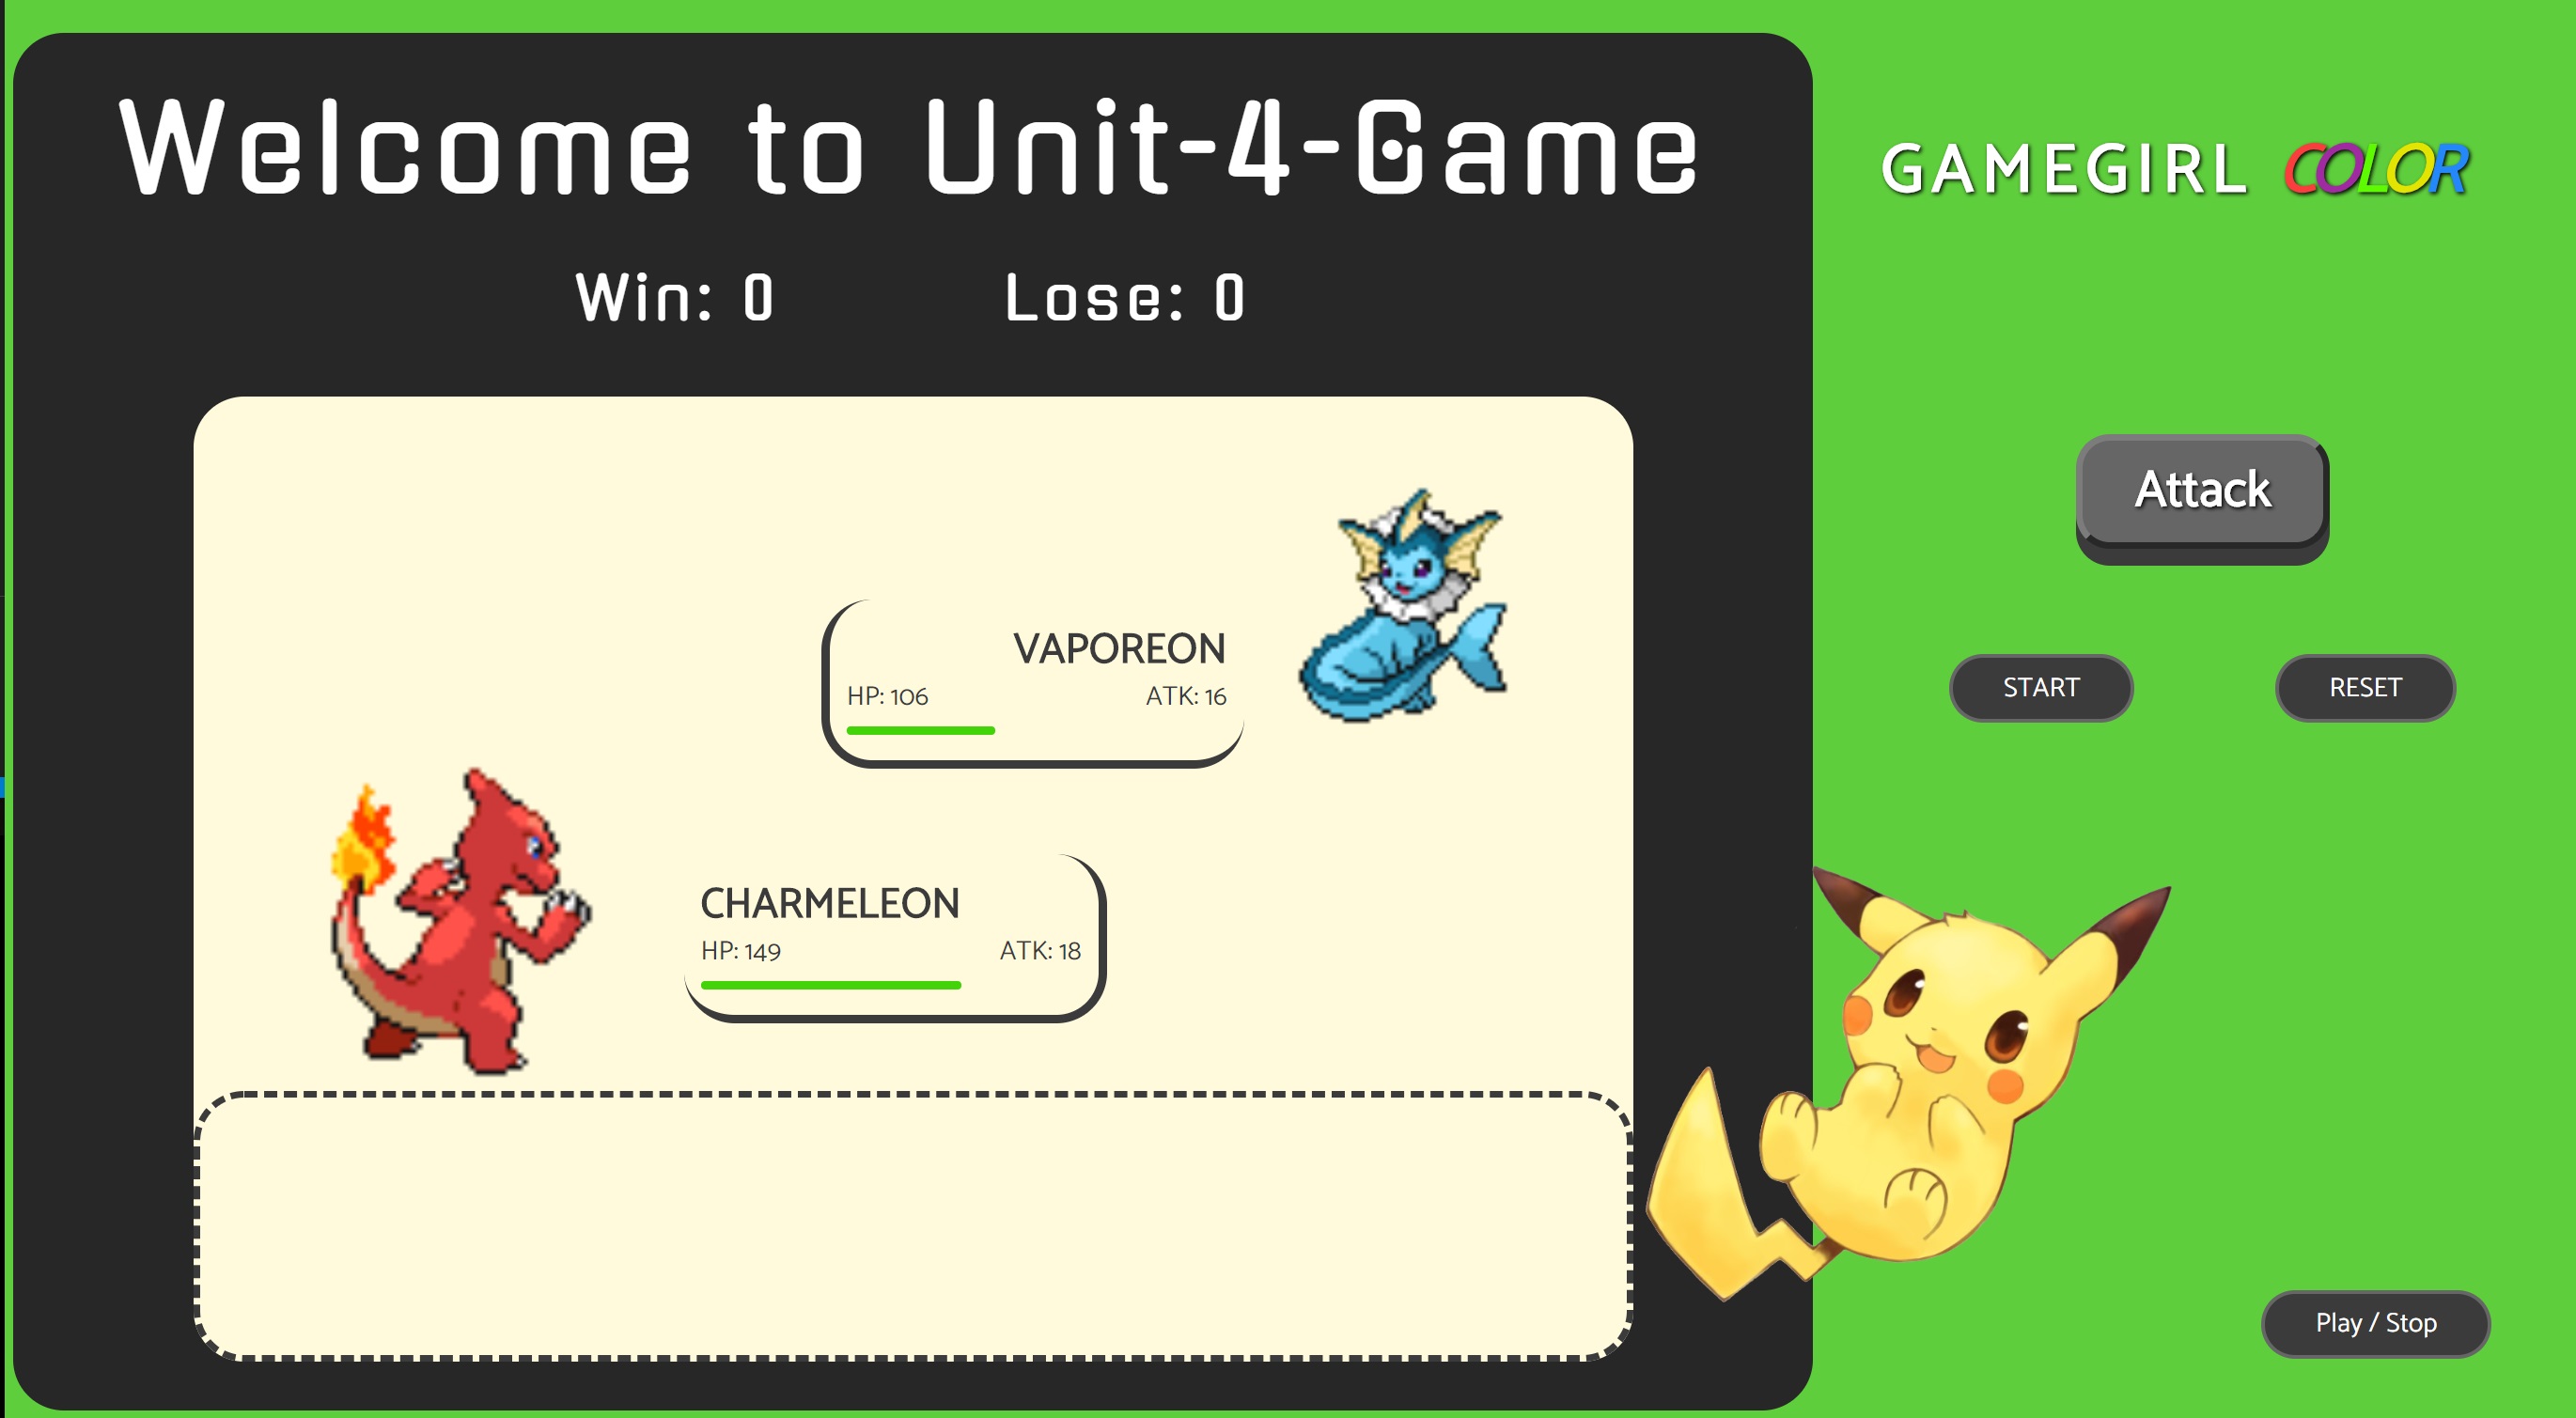 Welcome to Unit-4-Game
Win: 0 Lose: 0
VAPOREON
HP: 106 ATK: 16
CHARMELEON
HP: 149 ATK: 18
GAMEGIRL COLOR
Attack
START RESET
Play / Stop